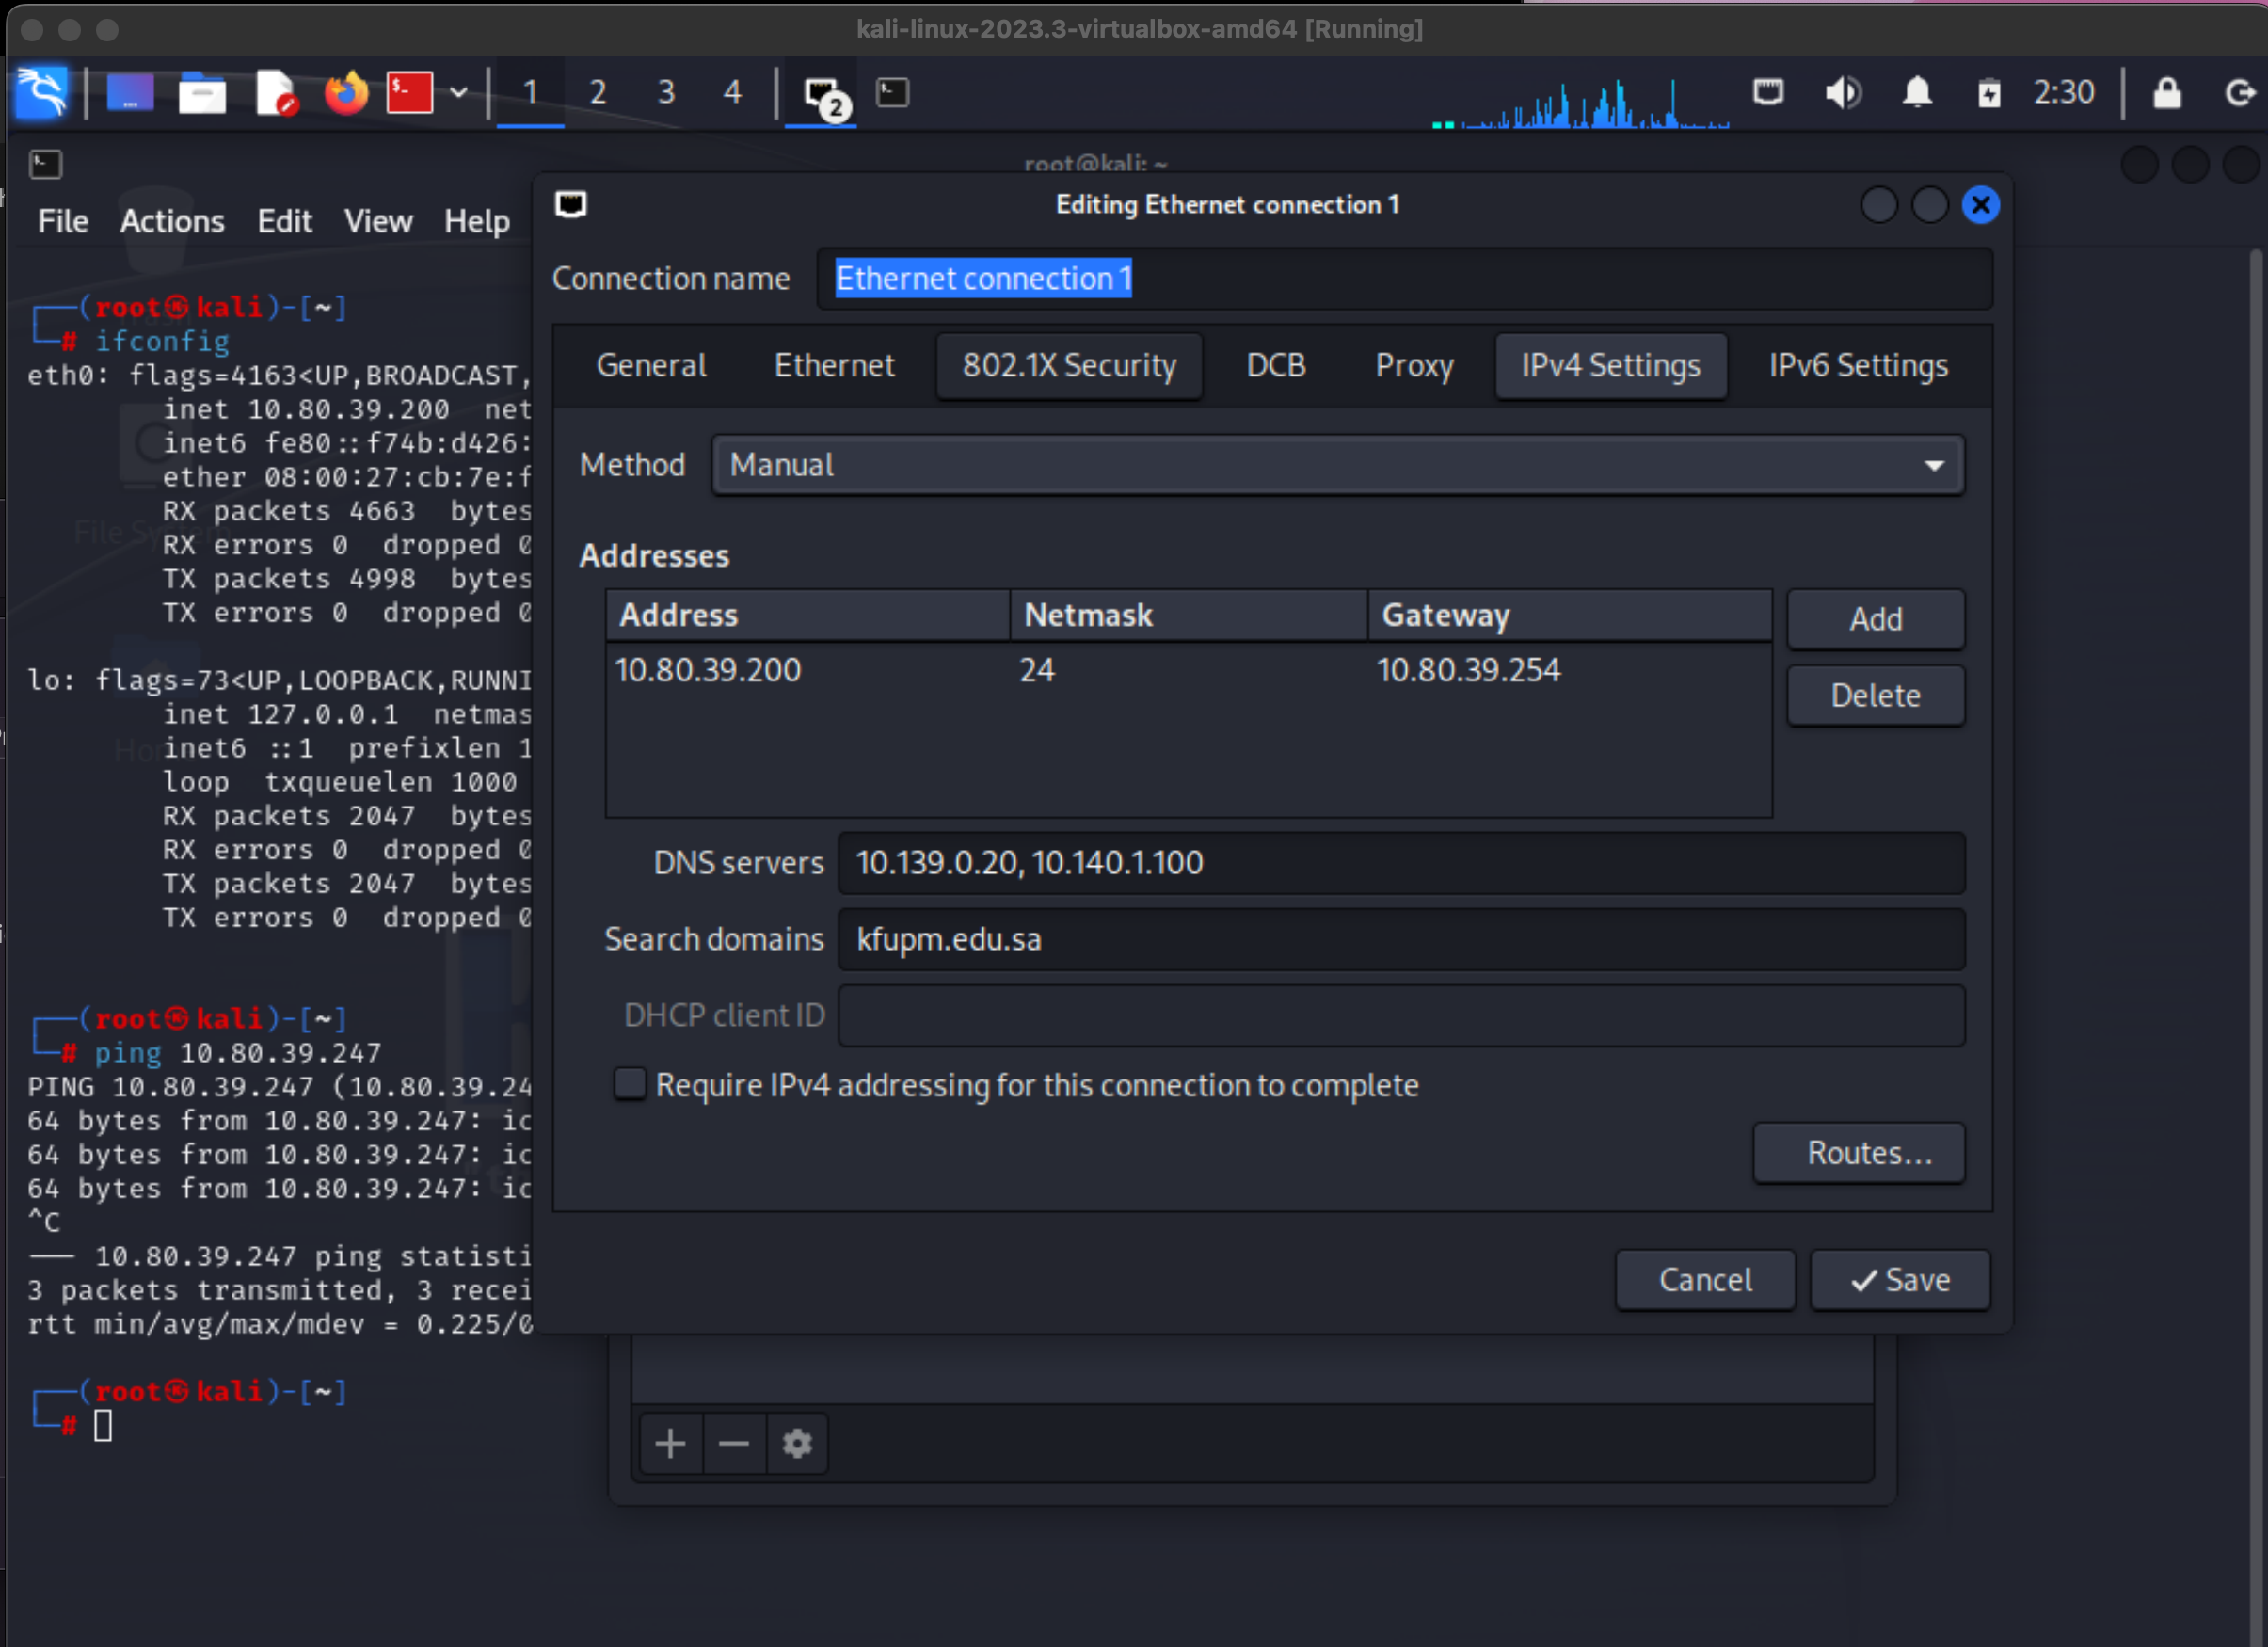 kali-linux-2023.3-virtualbox-amd64 [Running]
1 2 3 4 2 2:30
root@kali: ~
File Actions Edit View Help
(root㉿kali)-[~]
# ifconfig
eth0: flags=4163<UP,BROADCAST,
inet 10.80.39.200 net
inet6 fe80::f74b:d426:
ether 08:00:27:cb:7e:f
RX packets 4663 bytes
RX errors 0 dropped 0
TX packets 4998 bytes
TX errors 0 dropped 0
lo: flags=73<UP,LOOPBACK,RUNNI
inet 127.0.0.1 netmas
inet6 ::1 prefixlen 1
loop txqueuelen 1000
RX packets 2047 bytes
RX errors 0 dropped 0
TX packets 2047 bytes
TX errors 0 dropped 0
(root㉿kali)-[~]
# ping 10.80.39.247
PING 10.80.39.247 (10.80.39.24
64 bytes from 10.80.39.247: ic
64 bytes from 10.80.39.247: ic
64 bytes from 10.80.39.247: ic
^C
--- 10.80.39.247 ping statisti
3 packets transmitted, 3 recei
rtt min/avg/max/mdev = 0.225/0
(root㉿kali)-[~]
#
Editing Ethernet connection 1
Connection name Ethernet connection 1
General Ethernet 802.1X Security DCB Proxy IPv4 Settings IPv6 Settings
Method Manual
Addresses
Address Netmask Gateway
10.80.39.200 24 10.80.39.254
Add
Delete
DNS servers 10.139.0.20, 10.140.1.100
Search domains kfupm.edu.sa
DHCP client ID
Require IPv4 addressing for this connection to complete
Routes...
Cancel Save